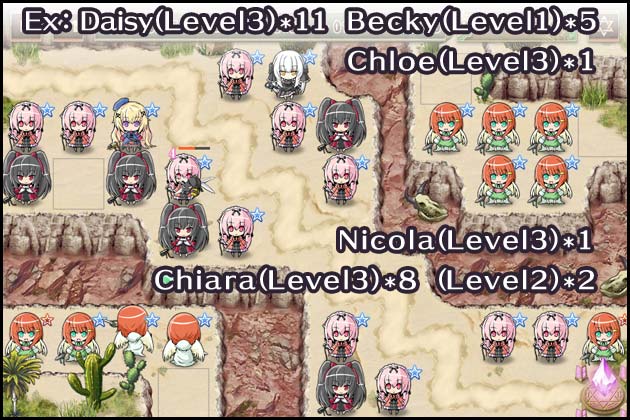 Ex: Daisy(Level3)*11 Becky(Level1)*5
Chloe(Level3)*1
Nicola(Level3)*1
Chiara(Level3)*8 (Level2)*2